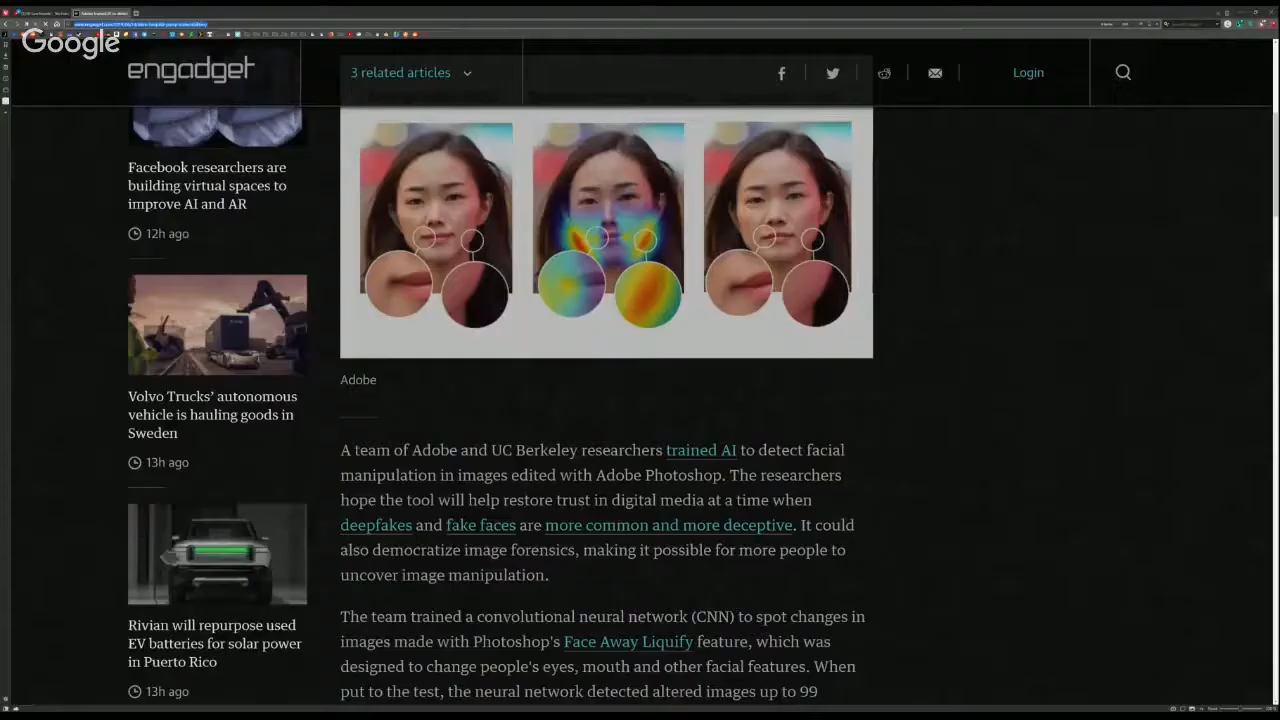 Google
engadget
3 related articles
Login
Facebook researchers are
building virtual spaces to
improve AI and AR
12h ago
Volvo Trucks' autonomous
vehicle is hauling goods in
Sweden
13h ago
Rivian will repurpose used
EV batteries for solar power
in Puerto Rico
13h ago
Adobe
A team of Adobe and UC Berkeley researchers trained AI to detect facial
manipulation in images edited with Adobe Photoshop. The researchers
hope the tool will help restore trust in digital media at a time when
deepfakes and fake faces are more common and more deceptive. It could
also democratize image forensics, making it possible for more people to
uncover image manipulation.
The team trained a convolutional neural network (CNN) to spot changes in
images made with Photoshop's Face Away Liquify feature, which was
designed to change people's eyes, mouth and other facial features. When
put to the test, the neural network detected altered images up to 99